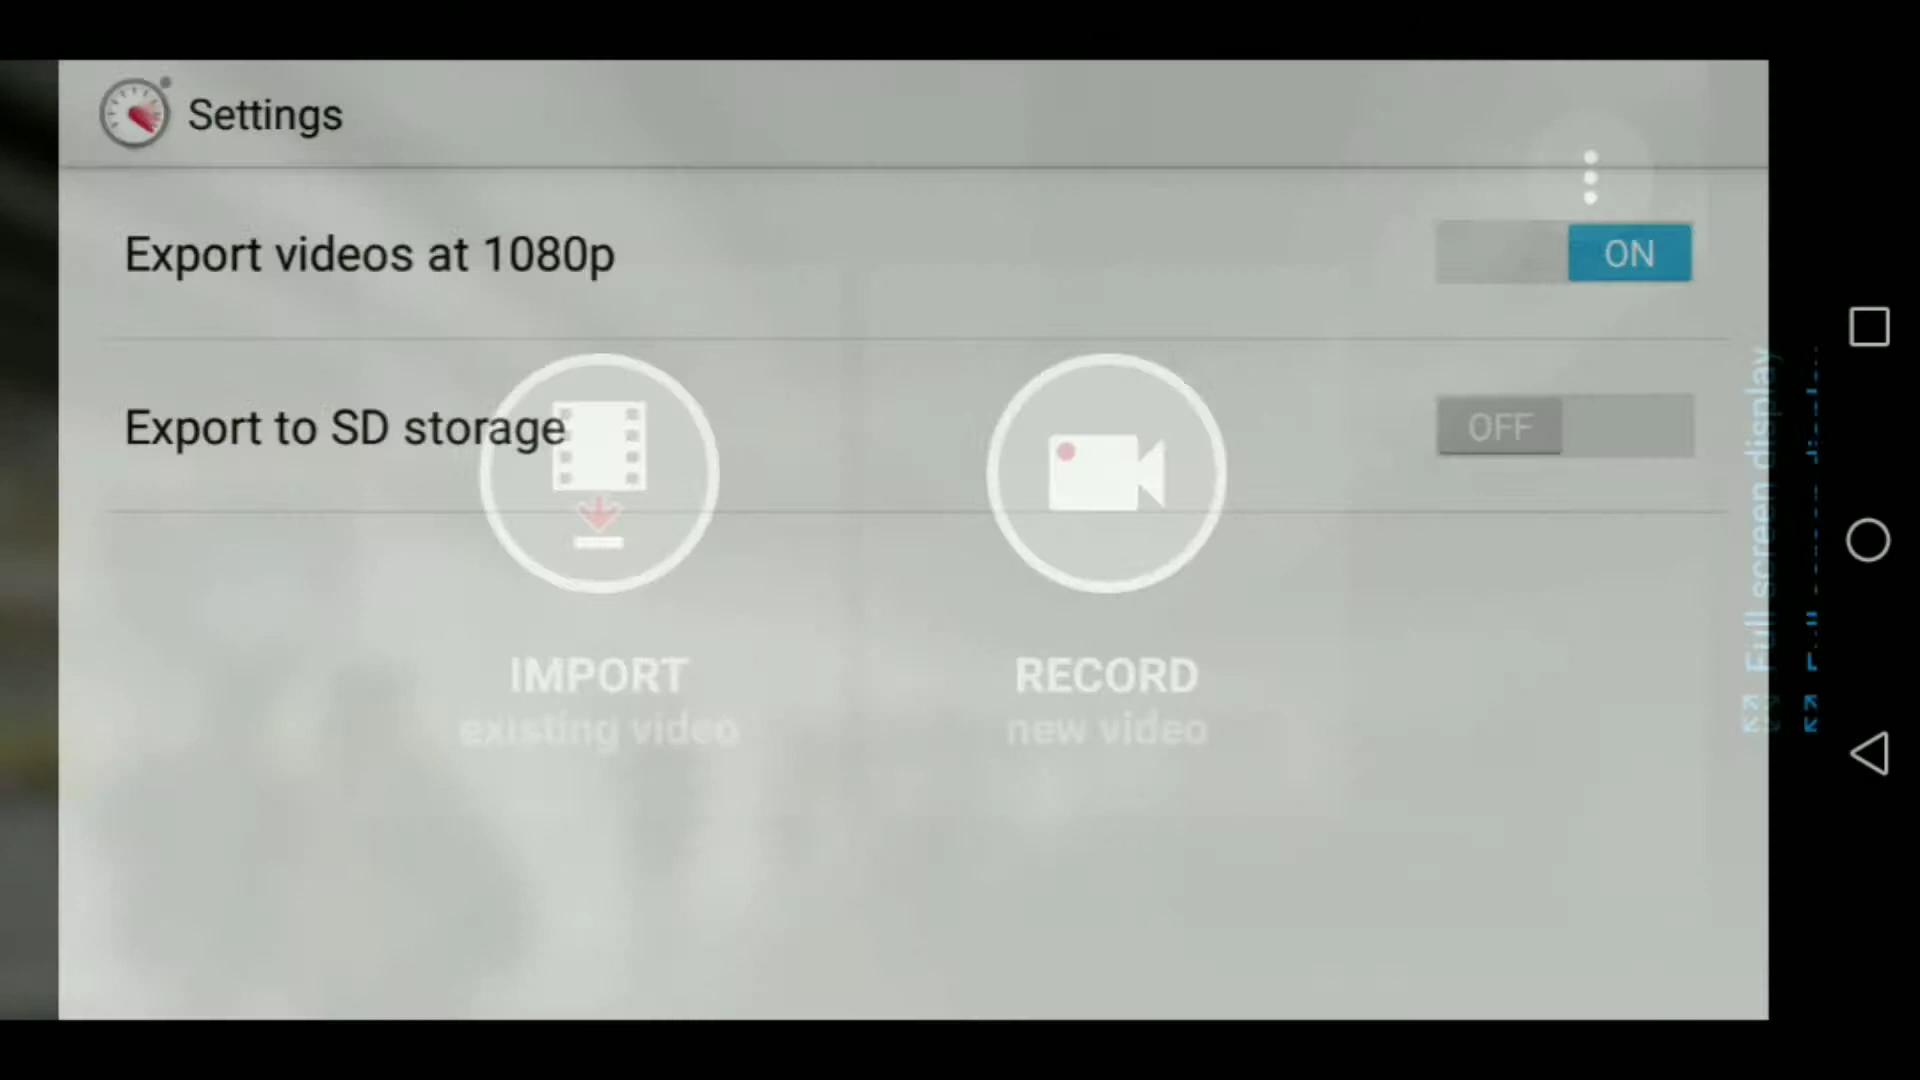 Settings
Export videos at 1080p
ON
Export to SD storage
OFF
IMPORT
existing video
RECORD
new video
Full screen display